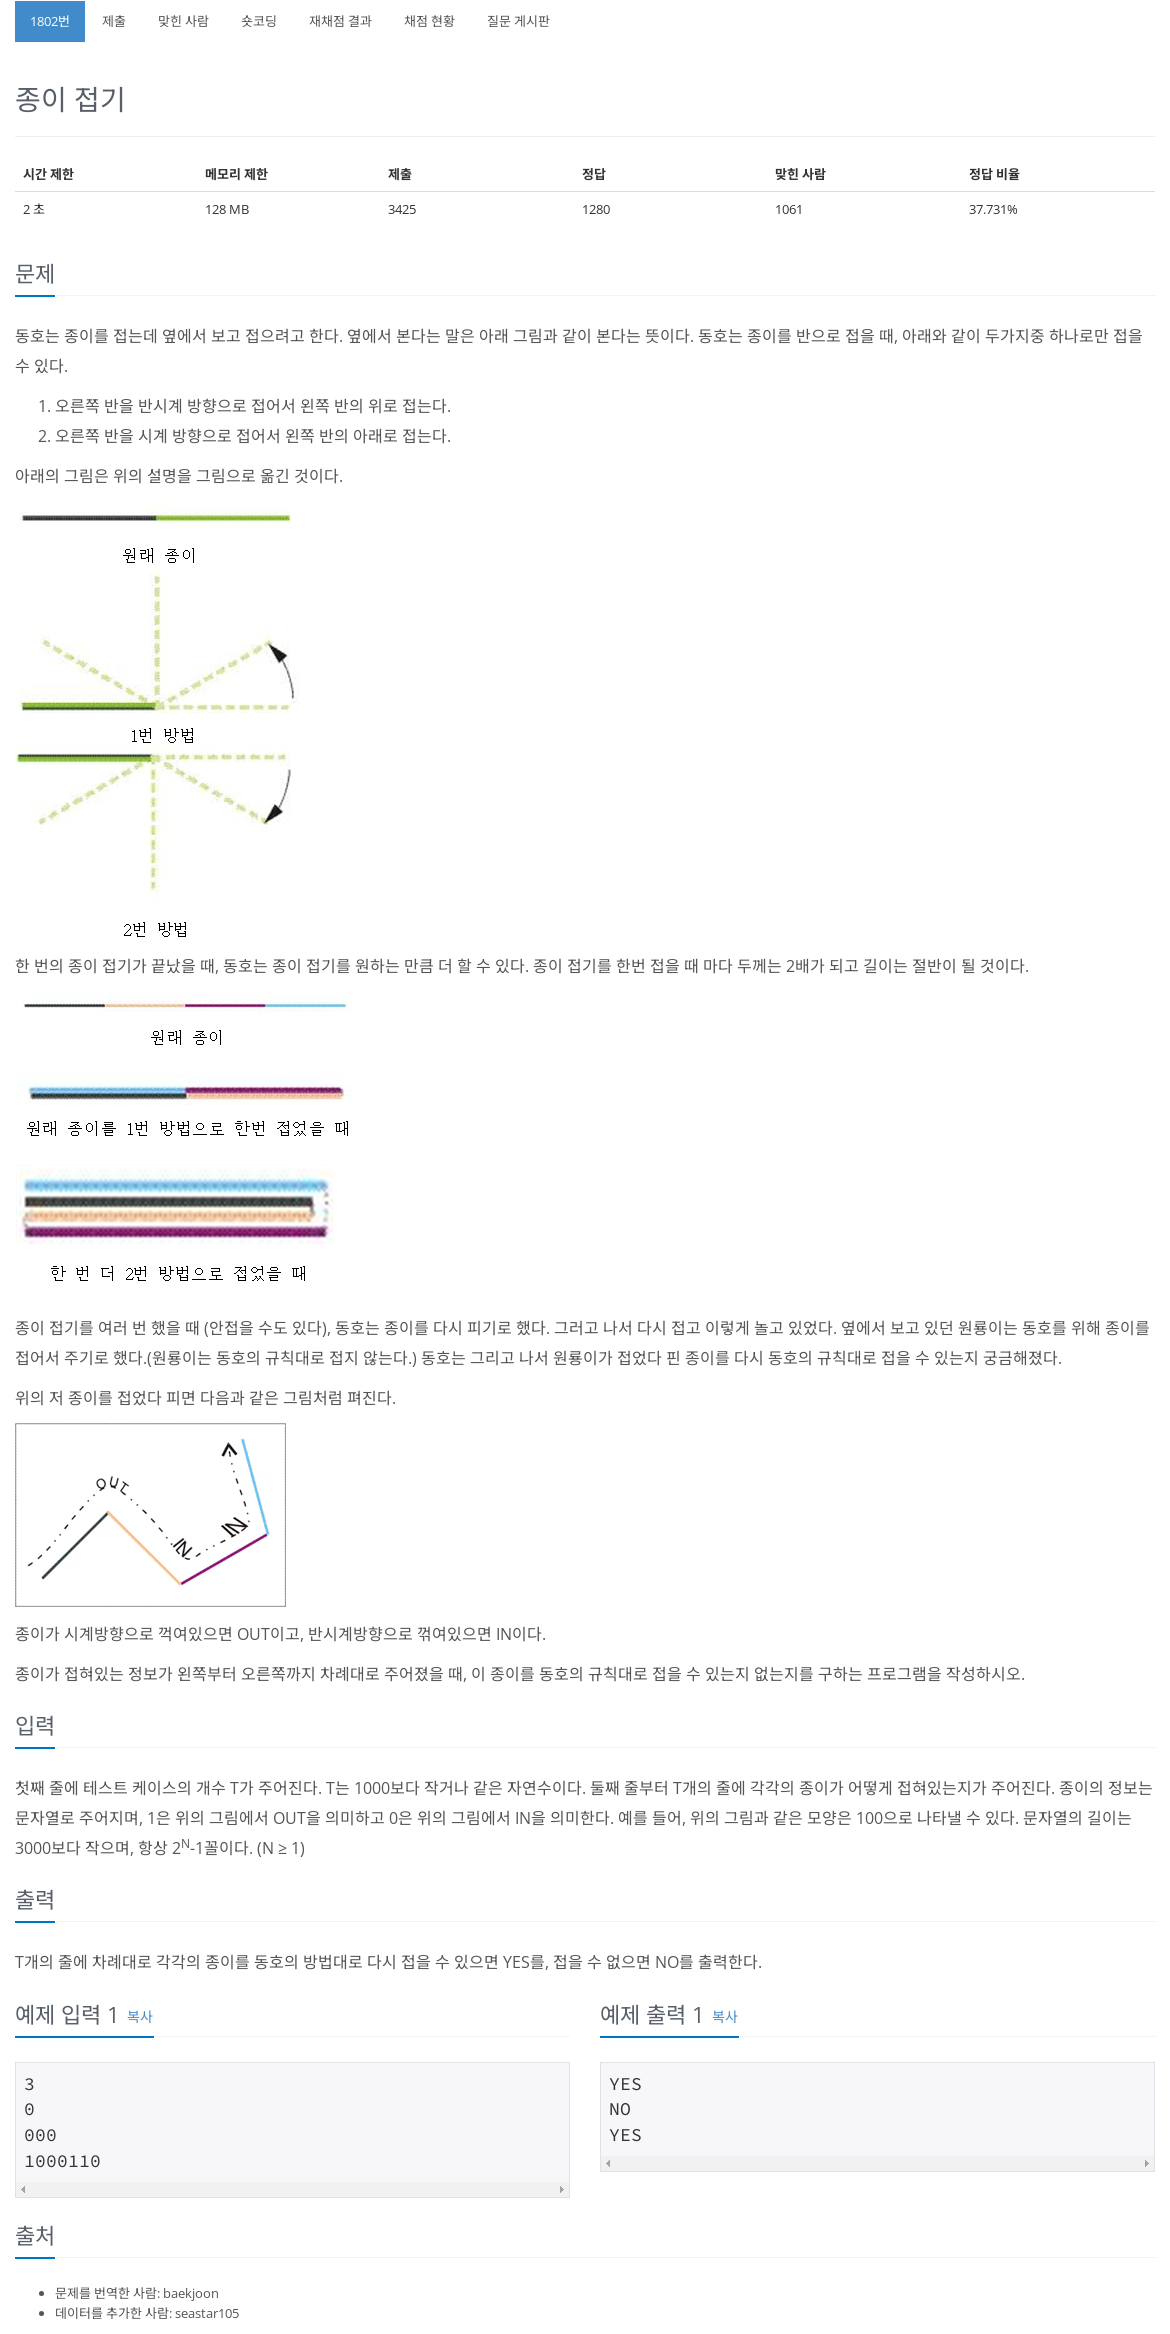 1802번 제출 맞힌 사람 숏코딩 재채점 결과 채점 현황 질문 게시판
종이 접기
시간 제한 메모리 제한 제출 정답 맞힌 사람 정답 비율
2 초 128 MB 3425 1280 1061 37.731%
문제
동호는 종이를 접는데 옆에서 보고 접으려고 한다. 옆에서 본다는 말은 아래 그림과 같이 본다는 뜻이다. 동호는 종이를 반으로 접을 때, 아래와 같이 두가지중 하나로만 접을
수 있다.
1. 오른쪽 반을 반시계 방향으로 접어서 왼쪽 반의 위로 접는다.
2. 오른쪽 반을 시계 방향으로 접어서 왼쪽 반의 아래로 접는다.
아래의 그림은 위의 설명을 그림으로 옮긴 것이다.
원래 종이
1번 방법
2번 방법
한 번의 종이 접기가 끝났을 때, 동호는 종이 접기를 원하는 만큼 더 할 수 있다. 종이 접기를 한번 접을 때 마다 두께는 2배가 되고 길이는 절반이 될 것이다.
원래 종이
원래 종이를 1번 방법으로 한번 접었을 때
한 번 더 2번 방법으로 접었을 때
종이 접기를 여러 번 했을 때 (안접을 수도 있다), 동호는 종이를 다시 피기로 했다. 그러고 나서 다시 접고 이렇게 놀고 있었다. 옆에서 보고 있던 원룡이는 동호를 위해 종이를
접어서 주기로 했다.(원룡이는 동호의 규칙대로 접지 않는다.) 동호는 그리고 나서 원룡이가 접었다 핀 종이를 다시 동호의 규칙대로 접을 수 있는지 궁금해졌다.
위의 저 종이를 접었다 피면 다음과 같은 그림처럼 펴진다.
OUT
IN
IN
종이가 시계방향으로 꺽여있으면 OUT이고, 반시계방향으로 꺾여있으면 IN이다.
종이가 접혀있는 정보가 왼쪽부터 오른쪽까지 차례대로 주어졌을 때, 이 종이를 동호의 규칙대로 접을 수 있는지 없는지를 구하는 프로그램을 작성하시오.
입력
첫째 줄에 테스트 케이스의 개수 T가 주어진다. T는 1000보다 작거나 같은 자연수이다. 둘째 줄부터 T개의 줄에 각각의 종이가 어떻게 접혀있는지가 주어진다. 종이의 정보는
문자열로 주어지며, 1은 위의 그림에서 OUT을 의미하고 0은 위의 그림에서 IN을 의미한다. 예를 들어, 위의 그림과 같은 모양은 100으로 나타낼 수 있다. 문자열의 길이는
3000보다 작으며, 항상 2^N-1꼴이다. (N ≥ 1)
출력
T개의 줄에 차례대로 각각의 종이를 동호의 방법대로 다시 접을 수 있으면 YES를, 접을 수 없으면 NO를 출력한다.
예제 입력 1 복사
3
0
000
1000110
예제 출력 1 복사
YES
NO
YES
출처
문제를 번역한 사람: baekjoon
데이터를 추가한 사람: seastar105